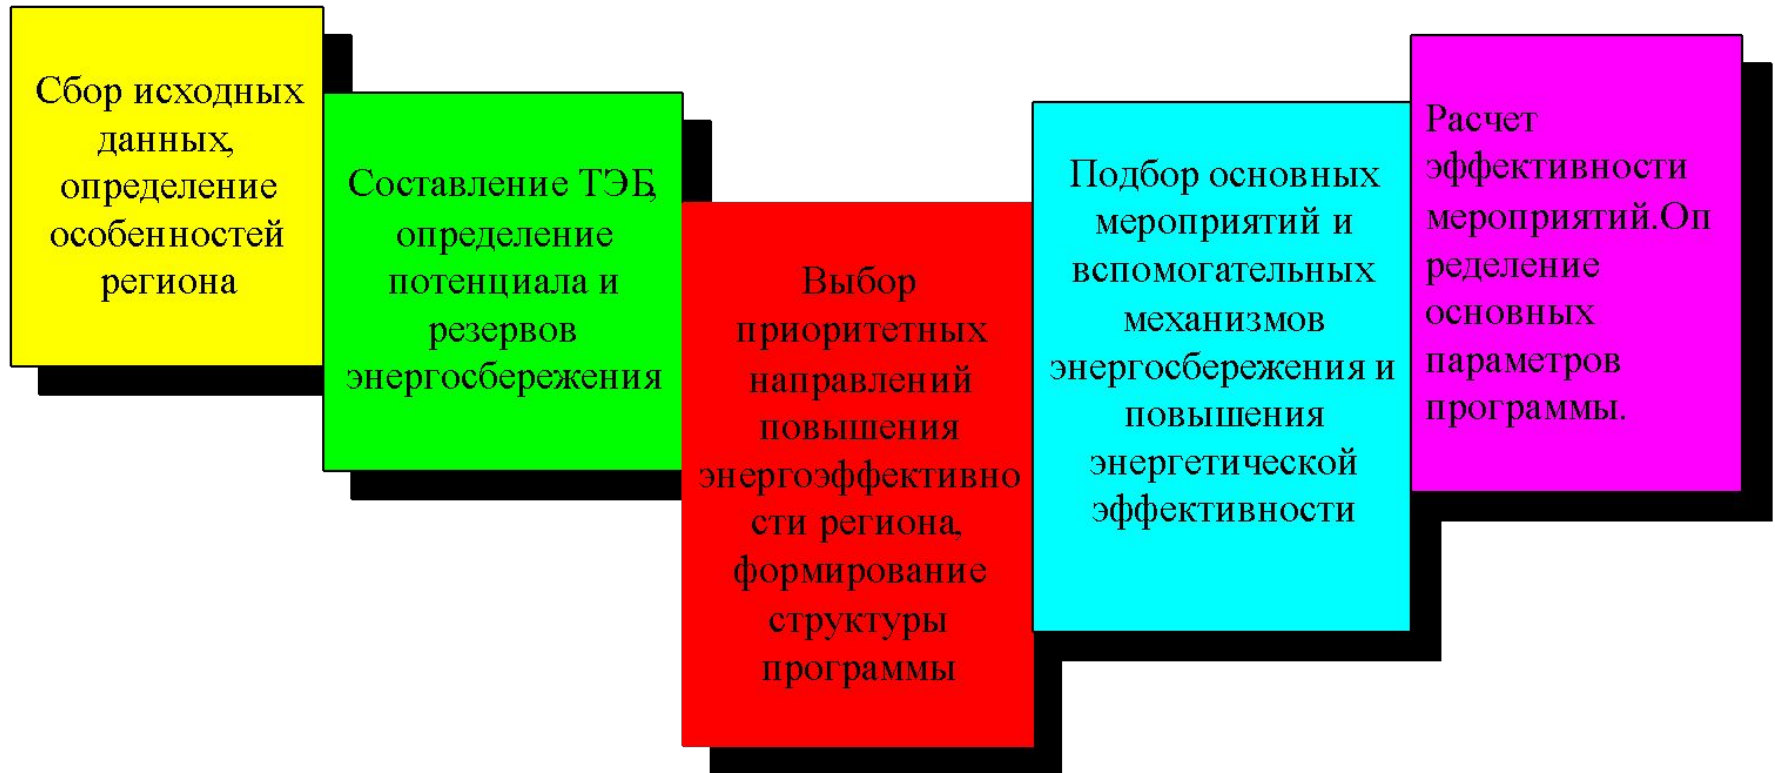 Сбор исходных
данных,
определение
особенностей
региона
Составление ТЭБ,
определение
потенциала и
резервов
энергосбережения
Выбор
приоритетных
направлений
повышения
энергоэффективно
сти региона,
формирование
структуры
программы
Подбор основных
мероприятий и
вспомогательных
механизмов
энергосбережения и
повышения
энергетической
эффективности
Расчет
эффективности
мероприятий.Оп
ределение
основных
параметров
программы.